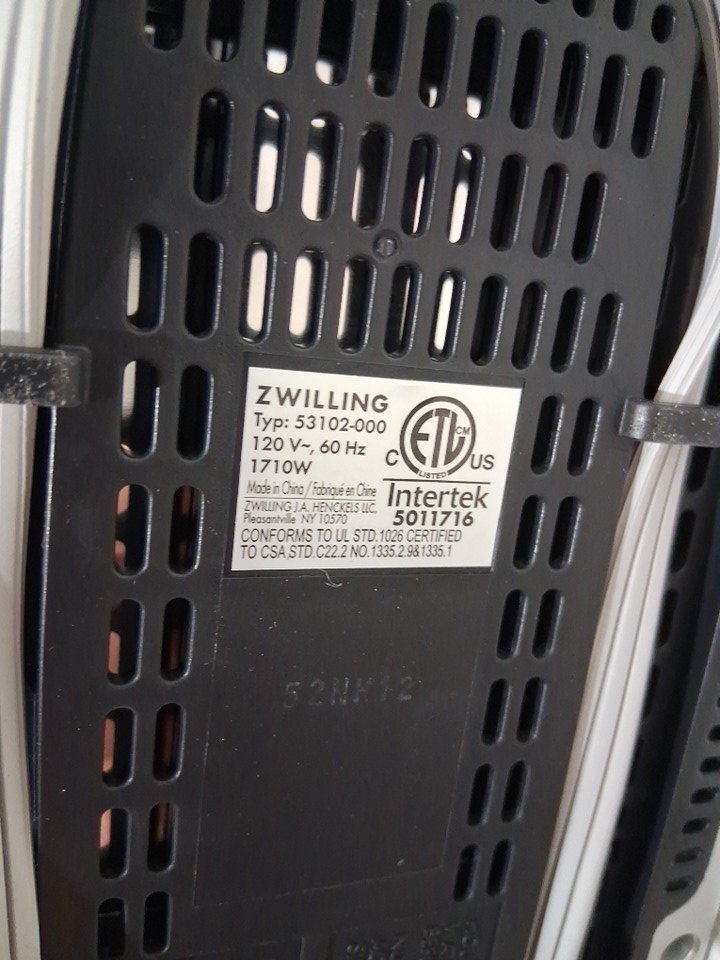 ZWILLING
Typ: 53102-000
120 V~, 60 Hz
1710W
Made in China / Fabriqué en Chine
ZWILLING J.A. HENCKELS LLC,
Pleasantville NY 10570
ETL CM
C US
LISTED
Intertek
5011716
CONFORMS TO UL STD.1026 CERTIFIED
TO CSA,STD.C22.2 NO.1335.2.9&1335.1